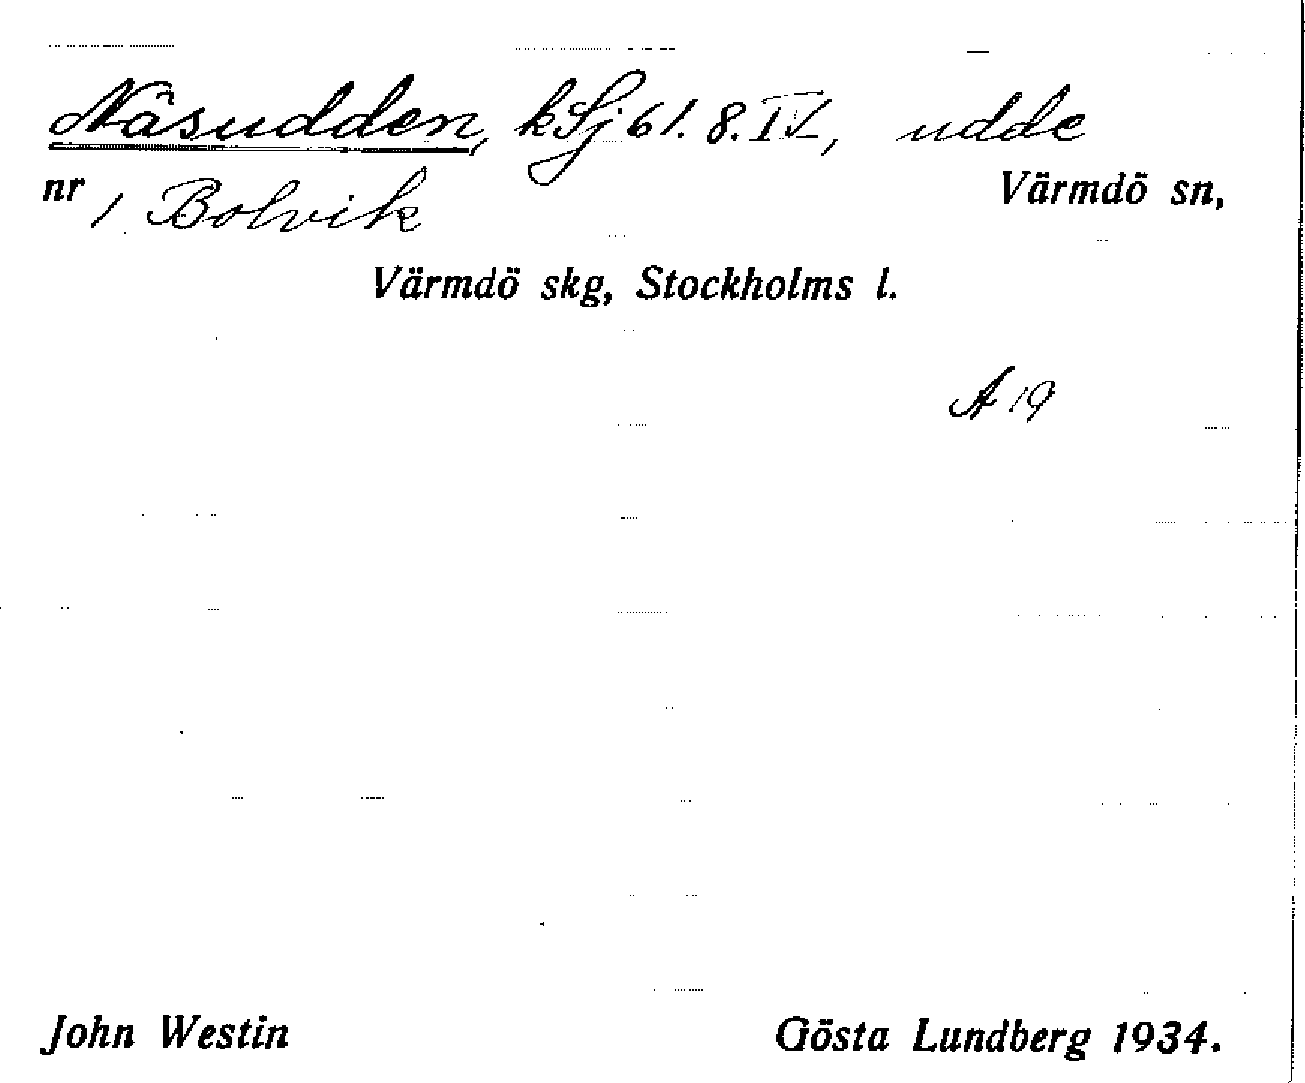 Näsudden, kSj 61. 8. IV, udde
nr 1 Bolvik Värmdö sn,
Värmdö skg, Stockholms l.
A 19
John Westin Gösta Lundberg 1934.